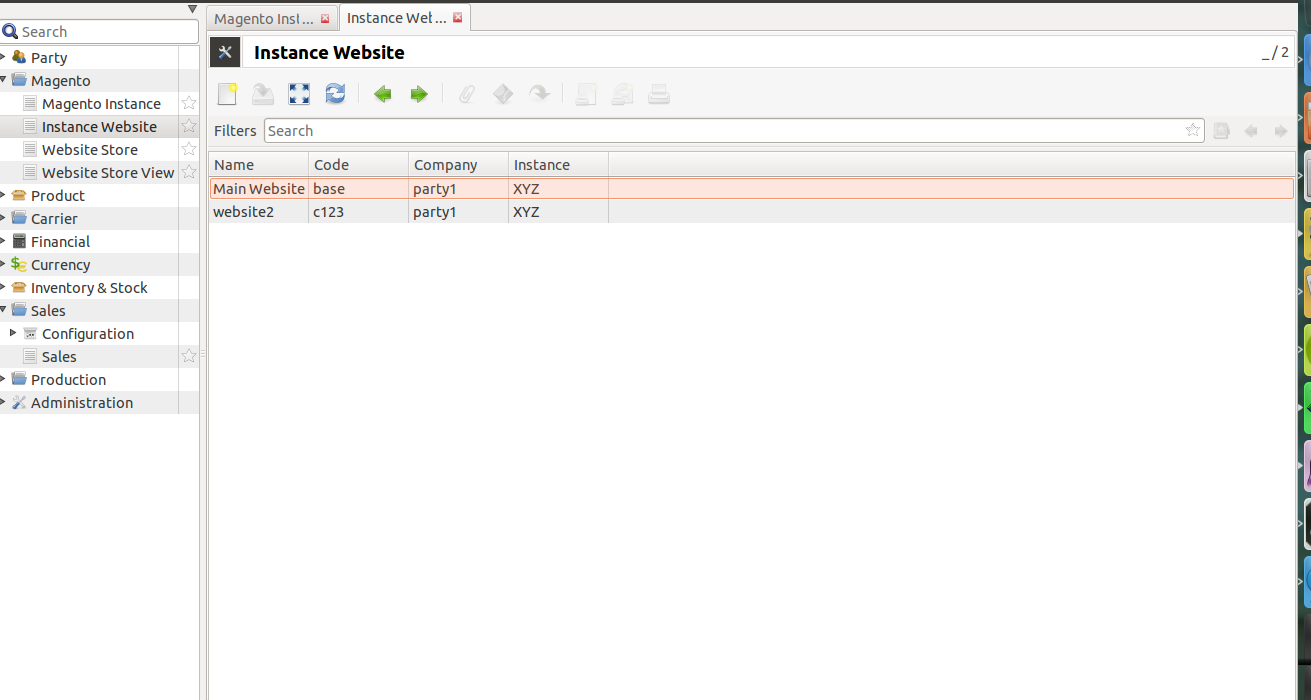 Magento Inst ...
Instance Wet ...
Search
Party
Magento
Magento Instance
Instance Website
Website Store
Website Store View
Product
Carrier
Financial
Currency
Inventory & Stock
Sales
Configuration
Sales
Production
Administration
Instance Website
_ / 2
Filters
Search
Name Code Company Instance
Main Website base party1 XYZ
website2 c123 party1 XYZ